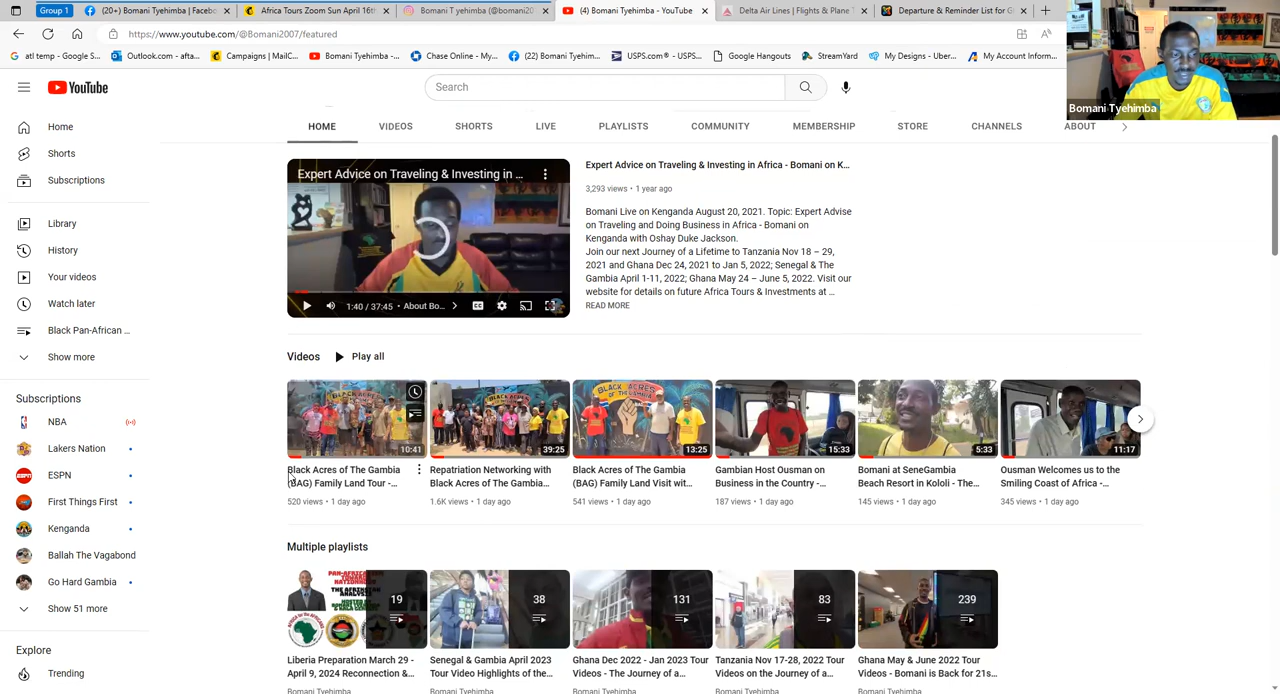 Group 1
(20+) Bomani Tyehimba | Faceb
Africa Tours Zoom Sun April 16th
Bomani T yehimba (@bomani20
(4) Bomani Tyehimba - YouTube
Delta Air Lines | Flights & Plane T
Departure & Reminder List for G
https://www.youtube.com/@Bomani2007/featured
atl temp - Google S...
Outlook.com - afta...
Campaigns | MailC...
Bomani Tyehimba -...
Chase Online - My...
(22) Bomani Tyehim...
USPS.com® - USPS...
Google Hangouts
StreamYard
My Designs - Uber...
My Account Inform...
Bomani Tyehimba
YouTube
Search
Home
Shorts
Subscriptions
Library
History
Your videos
Watch later
Black Pan-African ...
Show more
Subscriptions
NBA
Lakers Nation
ESPN
First Things First
Kenganda
Ballah The Vagabond
Go Hard Gambia
Show 51 more
Explore
Trending
HOME
VIDEOS
SHORTS
LIVE
PLAYLISTS
COMMUNITY
MEMBERSHIP
STORE
CHANNELS
ABOUT
Expert Advice on Traveling & Investing in ...
1:40 / 37:45 • About Bo...
Expert Advice on Traveling & Investing in Africa - Bomani on K...
3,293 views • 1 year ago
Bomani Live on Kenganda August 20, 2021. Topic: Expert Advise
on Traveling and Doing Business in Africa - Bomani on
Kenganda with Oshay Duke Jackson.
Join our next Journey of a Lifetime to Tanzania Nov 18 – 29,
2021 and Ghana Dec 24, 2021 to Jan 5, 2022; Senegal & The
Gambia April 1-11, 2022; Ghana May 24 – June 5, 2022. Visit our
website for details on future Africa Tours & Investments at ...
READ MORE
Videos
Play all
10:41
Black Acres of The Gambia
(BAG) Family Land Tour -...
520 views • 1 day ago
39:25
Repatriation Networking with
Black Acres of The Gambia...
1.6K views • 1 day ago
BLACK ACRES
13:25
Black Acres of The Gambia
(BAG) Family Land Visit wit...
541 views • 1 day ago
15:33
Gambian Host Ousman on
Business in the Country -...
187 views • 1 day ago
5:33
Bomani at SeneGambia
Beach Resort in Kololi - The...
145 views • 1 day ago
11:17
Ousman Welcomes us to the
Smiling Coast of Africa -...
345 views • 1 day ago
Multiple playlists
19
Liberia Preparation March 29 -
April 9, 2024 Reconnection &...
Bomani Tyehimba
38
Senegal & Gambia April 2023
Tour Video Highlights of the...
Bomani Tyehimba
131
Ghana Dec 2022 - Jan 2023 Tour
Videos - The Journey of a...
Bomani Tyehimba
83
Tanzania Nov 17-28, 2022 Tour
Videos on the Journey of a...
Bomani Tyehimba
239
Ghana May & June 2022 Tour
Videos - Bomani is Back for 21s...
Bomani Tyehimba